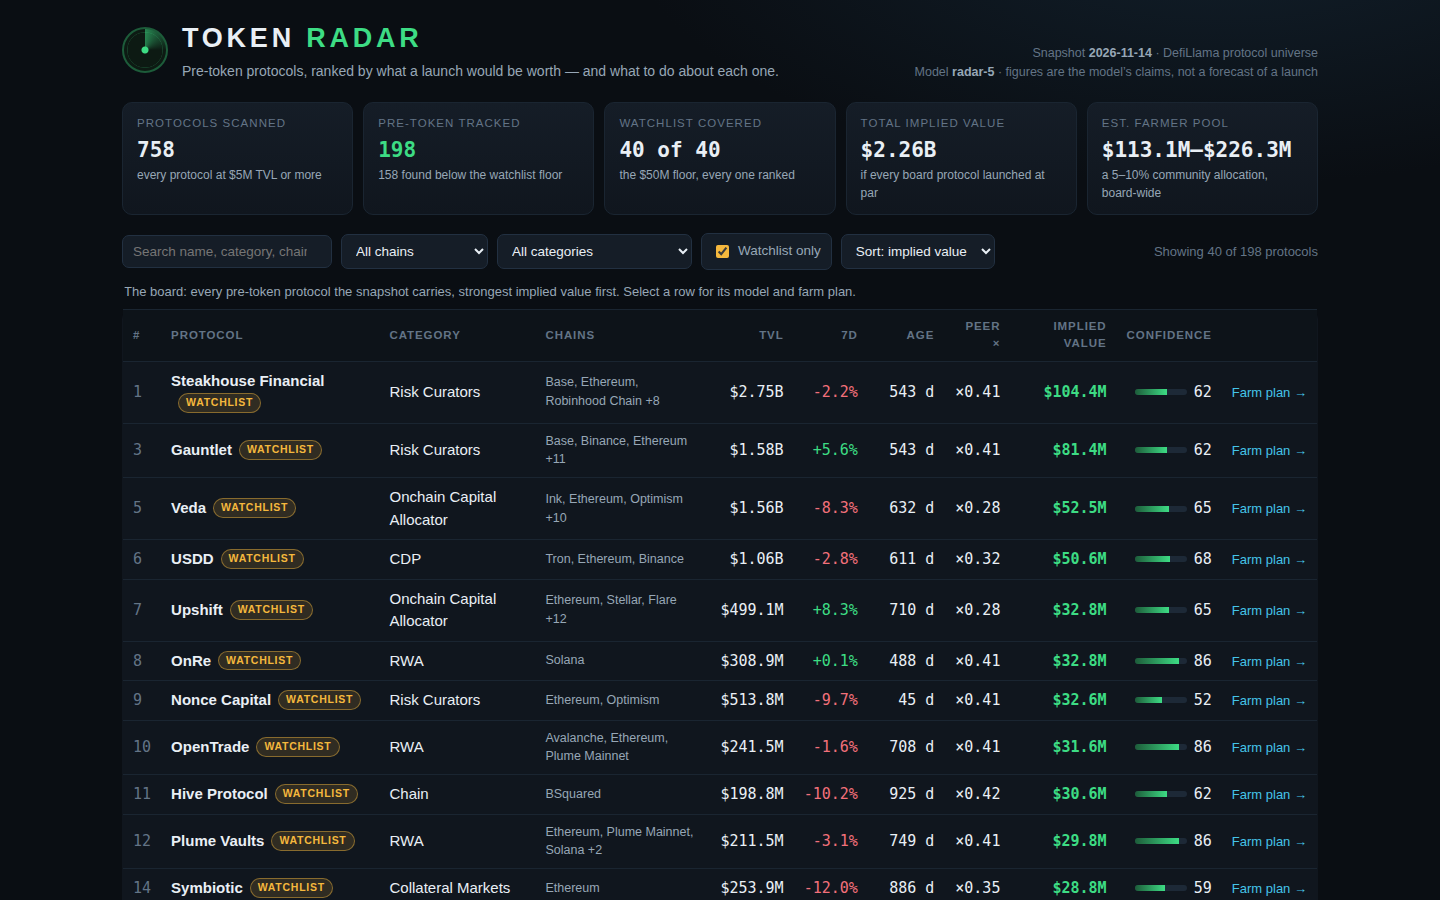 TOKEN RADAR
Pre-token protocols, ranked by what a launch would be worth — and what to do about each one.
Snapshot 2026-11-14 · DefiLlama protocol universe
Model radar-5 · figures are the model's claims, not a forecast of a launch
PROTOCOLS SCANNED
758
every protocol at $5M TVL or more
PRE-TOKEN TRACKED
198
158 found below the watchlist floor
WATCHLIST COVERED
40 of 40
the $50M floor, every one ranked
TOTAL IMPLIED VALUE
$2.26B
if every board protocol launched at
par
EST. FARMER POOL
$113.1M–$226.3M
a 5–10% community allocation,
board-wide
Search name, category, chain
All chains
All categories
Watchlist only
Sort: implied value
Showing 40 of 198 protocols
The board: every pre-token protocol the snapshot carries, strongest implied value first. Select a row for its model and farm plan.
# PROTOCOL CATEGORY CHAINS TVL 7D AGE PEER × IMPLIED VALUE CONFIDENCE
1 Steakhouse Financial WATCHLIST Risk Curators Base, Ethereum, Robinhood Chain +8 $2.75B -2.2% 543 d ×0.41 $104.4M 62 Farm plan →
3 Gauntlet WATCHLIST Risk Curators Base, Binance, Ethereum +11 $1.58B +5.6% 543 d ×0.41 $81.4M 62 Farm plan →
5 Veda WATCHLIST Onchain Capital Allocator Ink, Ethereum, Optimism +10 $1.56B -8.3% 632 d ×0.28 $52.5M 65 Farm plan →
6 USDD WATCHLIST CDP Tron, Ethereum, Binance $1.06B -2.8% 611 d ×0.32 $50.6M 68 Farm plan →
7 Upshift WATCHLIST Onchain Capital Allocator Ethereum, Stellar, Flare +12 $499.1M +8.3% 710 d ×0.28 $32.8M 65 Farm plan →
8 OnRe WATCHLIST RWA Solana $308.9M +0.1% 488 d ×0.41 $32.8M 86 Farm plan →
9 Nonce Capital WATCHLIST Risk Curators Ethereum, Optimism $513.8M -9.7% 45 d ×0.41 $32.6M 52 Farm plan →
10 OpenTrade WATCHLIST RWA Avalanche, Ethereum, Plume Mainnet $241.5M -1.6% 708 d ×0.41 $31.6M 86 Farm plan →
11 Hive Protocol WATCHLIST Chain BSquared $198.8M -10.2% 925 d ×0.42 $30.6M 62 Farm plan →
12 Plume Vaults WATCHLIST RWA Ethereum, Plume Mainnet, Solana +2 $211.5M -3.1% 749 d ×0.41 $29.8M 86 Farm plan →
14 Symbiotic WATCHLIST Collateral Markets Ethereum $253.9M -12.0% 886 d ×0.35 $28.8M 59 Farm plan →